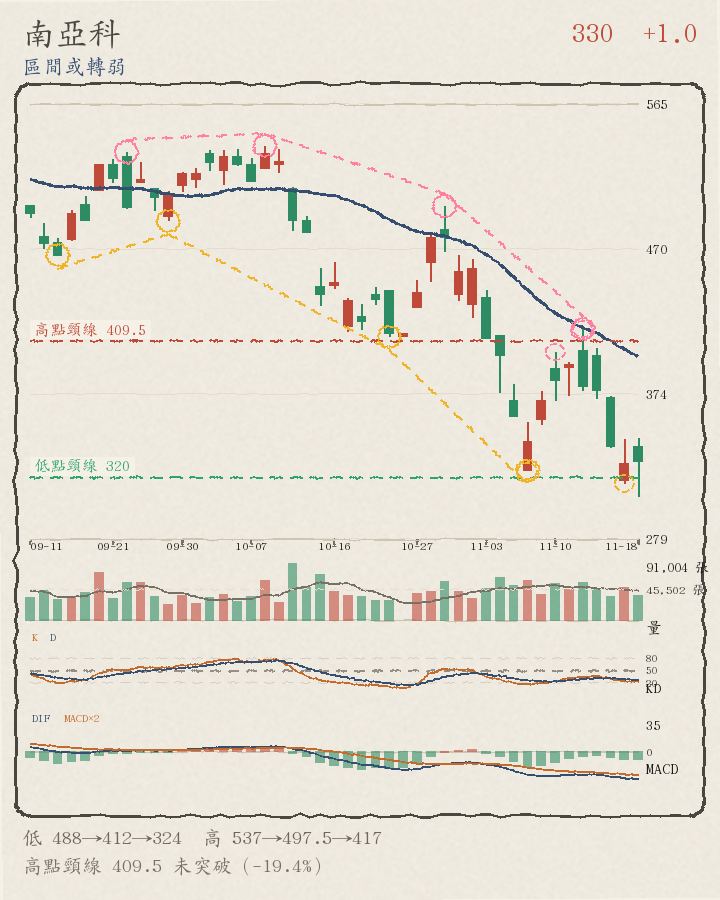 南亞科
330 +1.0
區間或轉弱
565
470
高點頸線 409.5
374
低點頸線 320
279
09-11 09-21 09-30 10-07 10-16 10-27 11-03 11-10 11-18
91,004 張
45,502 張
量
K D
80
50
20
KD
DIF MACD×2
35
0
MACD
低 488→412→324 高 537→497.5→417
高點頸線 409.5 未突破 (-19.4%)